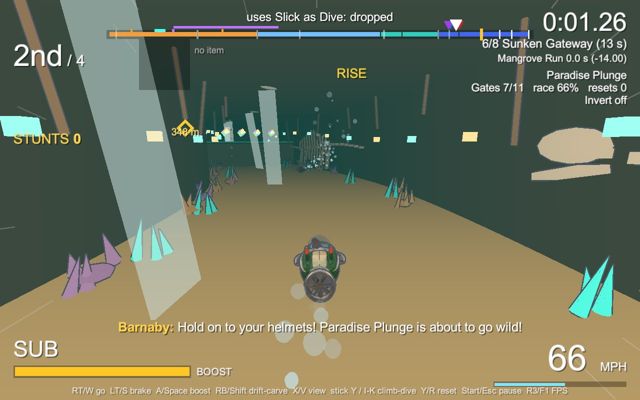 uses Slick as Dive: dropped
0:01.26
2nd / 4
no item
6/8 Sunken Gateway (13 s)
Mangrove Run 0.0 s (-14.00)
RISE
Paradise Plunge
Gates 7/11 race 66% resets 0
Invert off
STUNTS 0
Barnaby: Hold on to your helmets! Paradise Plunge is about to go wild!
SUB
66 MPH
BOOST
RT/W go LT/S brake A/Space boost RB/Shift drift-carve X/V view stick Y / I-K climb-dive Y/R reset Start/Esc pause R3/F1 FPS